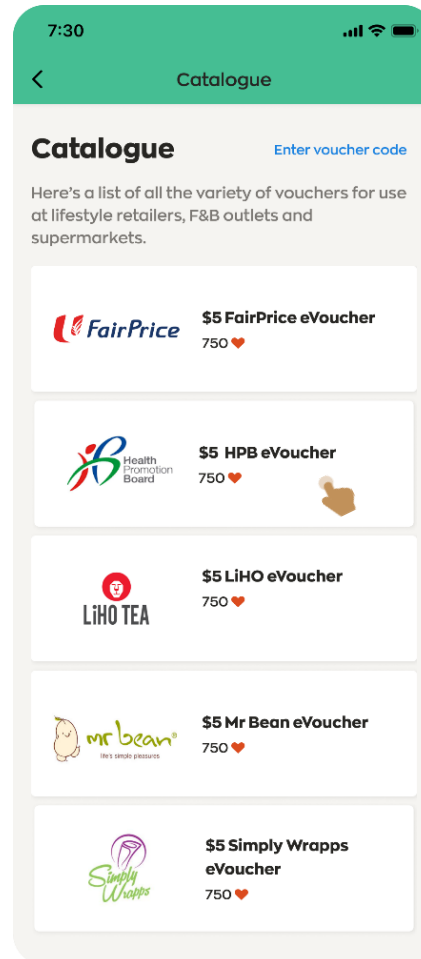 7:30
Catalogue
Catalogue
Enter voucher code
Here's a list of all the variety of vouchers for use
at lifestyle retailers, F&B outlets and
supermarkets.
FairPrice
$5 FairPrice eVoucher
750
Health
Promotion
Board
$5 HPB eVoucher
750
LiHO TEA
$5 LiHO eVoucher
750
mr bean®
life's simple pleasures
$5 Mr Bean eVoucher
750
Simply
Wrapps
$5 Simply Wrapps
eVoucher
750